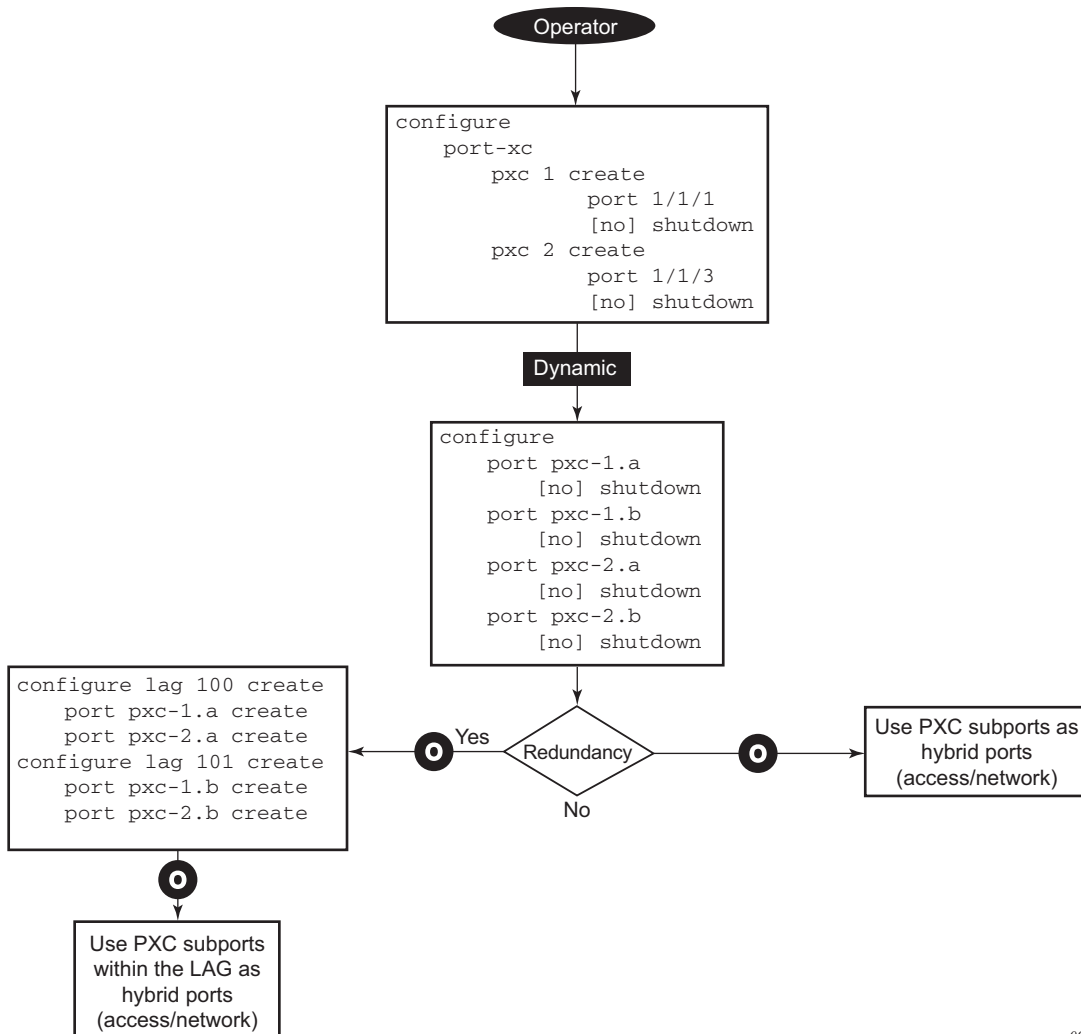 Operator
configure
port-xc
pxc 1 create
port 1/1/1
[no] shutdown
pxc 2 create
port 1/1/3
[no] shutdown
Dynamic
configure
port pxc-1.a
[no] shutdown
port pxc-1.b
[no] shutdown
port pxc-2.a
[no] shutdown
port pxc-2.b
[no] shutdown
Redundancy
Yes
O
No
O
configure lag 100 create
port pxc-1.a create
port pxc-2.a create
configure lag 101 create
port pxc-1.b create
port pxc-2.b create
O
Use PXC subports
within the LAG as
hybrid ports
(access/network)
Use PXC subports as
hybrid ports
(access/network)